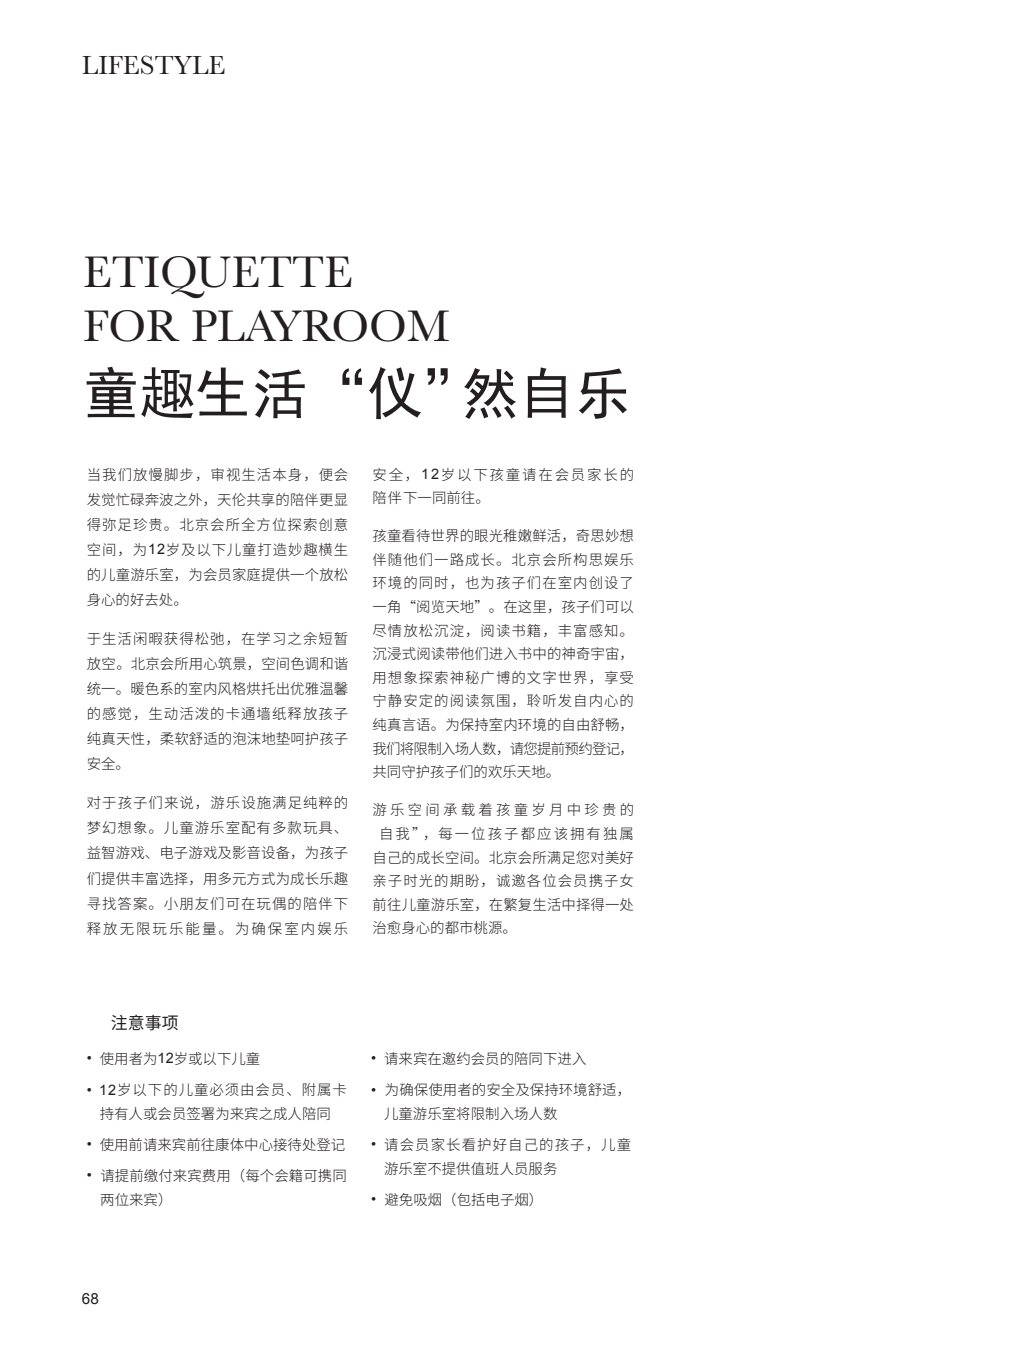 LIFESTYLE
ETIQUETTE
FOR PLAYROOM
童趣生活“仪”然自乐
当我们放慢脚步，审视生活本身，便会
发觉忙碌奔波之外，天伦共享的陪伴更显
得弥足珍贵。北京会所全方位探索创意
空间，为12岁及以下儿童打造妙趣横生
的儿童游乐室，为会员家庭提供一个放松
身心的好去处。
于生活闲暇获得松弛，在学习之余短暂
放空。北京会所用心筑景，空间色调和谐
统一。暖色系的室内风格烘托出优雅温馨
的感觉，生动活泼的卡通墙纸释放孩子
纯真天性，柔软舒适的泡沫地垫呵护孩子
安全。
对于孩子们来说，游乐设施满足纯粹的
梦幻想象。儿童游乐室配有多款玩具、
益智游戏、电子游戏及影音设备，为孩子
们提供丰富选择，用多元方式为成长乐趣
寻找答案。小朋友们可在玩偶的陪伴下
释放无限玩乐能量。为确保室内娱乐
安全，12岁以下孩童请在会员家长的
陪伴下一同前往。
孩童看待世界的眼光稚嫩鲜活，奇思妙想
伴随他们一路成长。北京会所构思娱乐
环境的同时，也为孩子们在室内创设了
一角“阅览天地”。在这里，孩子们可以
尽情放松沉淀，阅读书籍，丰富感知。
沉浸式阅读带他们进入书中的神奇宇宙，
用想象探索神秘广博的文字世界，享受
宁静安定的阅读氛围，聆听发自内心的
纯真言语。为保持室内环境的自由舒畅，
我们将限制入场人数，请您提前预约登记，
共同守护孩子们的欢乐天地。
游乐空间承载着孩童岁月中珍贵的
自我”，每一位孩子都应该拥有独属
自己的成长空间。北京会所满足您对美好
亲子时光的期盼，诚邀各位会员携子女
前往儿童游乐室，在繁复生活中择得一处
治愈身心的都市桃源。
注意事项
• 使用者为12岁或以下儿童
• 12岁以下的儿童必须由会员、附属卡
持有人或会员签署为来宾之成人陪同
• 使用前请来宾前往康体中心接待处登记
• 请提前缴付来宾费用（每个会籍可携同
两位来宾）
• 请来宾在邀约会员的陪同下进入
• 为确保使用者的安全及保持环境舒适，
儿童游乐室将限制入场人数
• 请会员家长看护好自己的孩子，儿童
游乐室不提供值班人员服务
• 避免吸烟（包括电子烟）
68